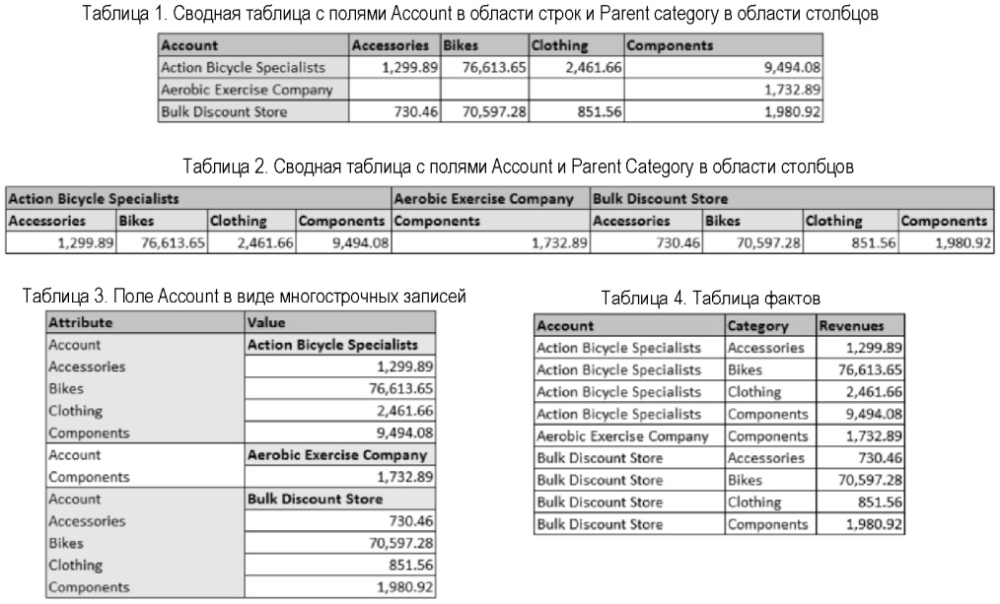 Таблица 1. Сводная таблица с полями Account в области строк и Parent category в области столбцов
Account Accessories Bikes Clothing Components
Action Bicycle Specialists 1,299.89 76,613.65 2,461.66 9,494.08
Aerobic Exercise Company 1,732.89
Bulk Discount Store 730.46 70,597.28 851.56 1,980.92
Таблица 2. Сводная таблица с полями Account и Parent Category в области столбцов
Action Bicycle Specialists Aerobic Exercise Company Bulk Discount Store
Accessories Bikes Clothing Components Components Accessories Bikes Clothing Components
1,299.89 76,613.65 2,461.66 9,494.08 1,732.89 730.46 70,597.28 851.56 1,980.92
Таблица 3. Поле Account в виде многострочных записей
Attribute Value
Account Action Bicycle Specialists
Accessories 1,299.89
Bikes 76,613.65
Clothing 2,461.66
Components 9,494.08
Account Aerobic Exercise Company
Components 1,732.89
Account Bulk Discount Store
Accessories 730.46
Bikes 70,597.28
Clothing 851.56
Components 1,980.92
Таблица 4. Таблица фактов
Account Category Revenues
Action Bicycle Specialists Accessories 1,299.89
Action Bicycle Specialists Bikes 76,613.65
Action Bicycle Specialists Clothing 2,461.66
Action Bicycle Specialists Components 9,494.08
Aerobic Exercise Company Components 1,732.89
Bulk Discount Store Accessories 730.46
Bulk Discount Store Bikes 70,597.28
Bulk Discount Store Clothing 851.56
Bulk Discount Store Components 1,980.92